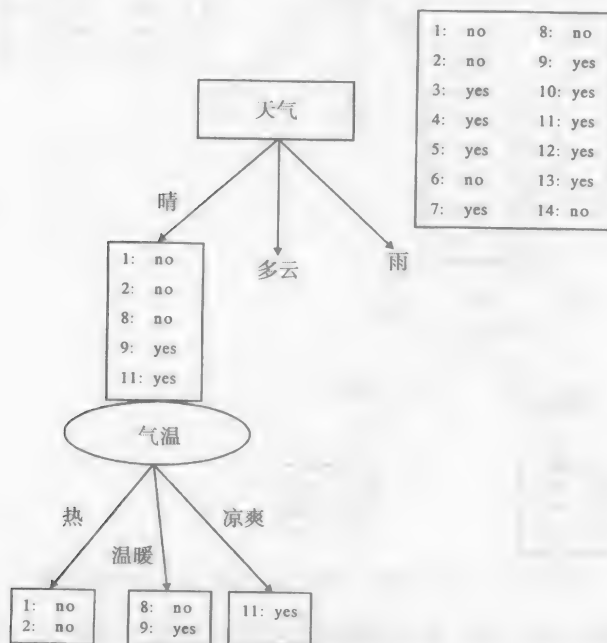 1: no 8: no
2: no 9: yes
3: yes 10: yes
4: yes 11: yes
5: yes 12: yes
6: no 13: yes
7: yes 14: no
天气
晴
多云
雨
1: no
2: no
8: no
9: yes
11: yes
气温
热
温暖
凉爽
1: no
2: no
8: no
9: yes
11: yes